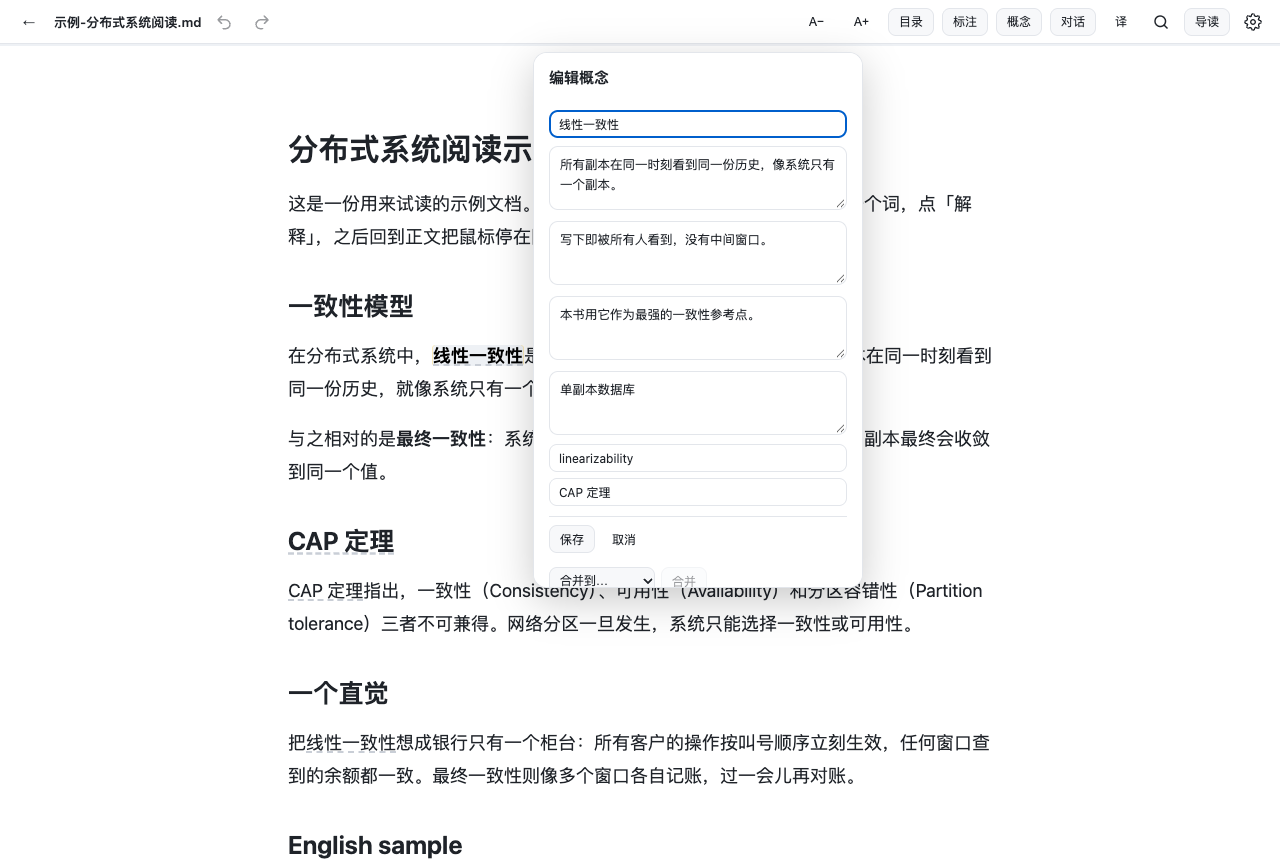 ← 示例-分布式系统阅读.md A− A+ 目录 标注 概念 对话 译 导读
编辑概念
线性一致性
所有副本在同一时刻看到同一份历史，像系统只有
一个副本。
写下即被所有人看到，没有中间窗口。
本书用它作为最强的一致性参考点。
单副本数据库
linearizability
CAP 定理
保存 取消
合并到... 合并
分布式系统阅读示
这是一份用来试读的示例文档。 个词，点「解
释」，之后回到正文把鼠标停在
一致性模型
在分布式系统中，线性一致性是 在同一时刻看到
同一份历史，就像系统只有一个
与之相对的是最终一致性：系统 副本最终会收敛
到同一个值。
CAP 定理
CAP 定理指出，一致性（Consistency）、可用性（Availability）和分区容错性（Partition
tolerance）三者不可兼得。网络分区一旦发生，系统只能选择一致性或可用性。
一个直觉
把线性一致性想成银行只有一个柜台：所有客户的操作按叫号顺序立刻生效，任何窗口查
到的余额都一致。最终一致性则像多个窗口各自记账，过一会儿再对账。
English sample